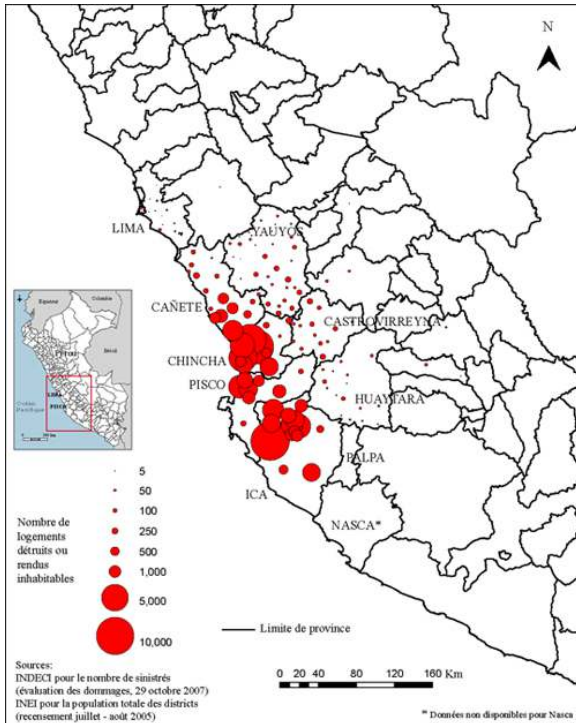 N
LIMA
YAUYOS
CAÑETE
CASTROVIRREYNA
CHINCHA
PISCO
HUAYTARA
PALPA
ICA
NASCA*
Equateur
Colombie
Brésil
PEROU
LIMA
PISCO
Océan
Pacifique
Nombre de
logements
détruits ou
rendus
inhabitables
5
50
100
250
500
1,000
5,000
10,000
Limite de province
0 20 40 80 120 160 Km
Sources:
INDECI pour le nombre de sinistrés
(évaluation des dommages, 29 octobre 2007)
INEI pour la population totale des districts
(recensement juillet - août 2005)
** Données non disponibles pour Nasca